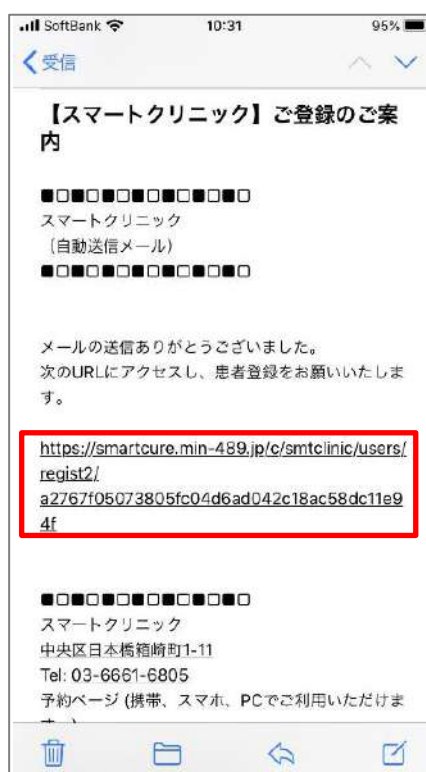 SoftBank 10:31 95%
受信
【スマートクリニック】ご登録のご案
内
■□■□■□■□■□■□■□
スマートクリニック
（自動送信メール）
■□■□■□■□■□■□■□
メールの送信ありがとうございました。
次のURLにアクセスし、患者登録をお願いいたしま
す。
https://smartcure.min-489.jp/c/smtclinic/users/
regist2/
a2767f05073805fc04d6ad042c18ac58dc11e9
4f
■□■□■□■□■□■□■□
スマートクリニック
中央区日本橋箱崎町1-11
Tel: 03-6661-6805
予約ページ (携帯、スマホ、PCでご利用いただけま